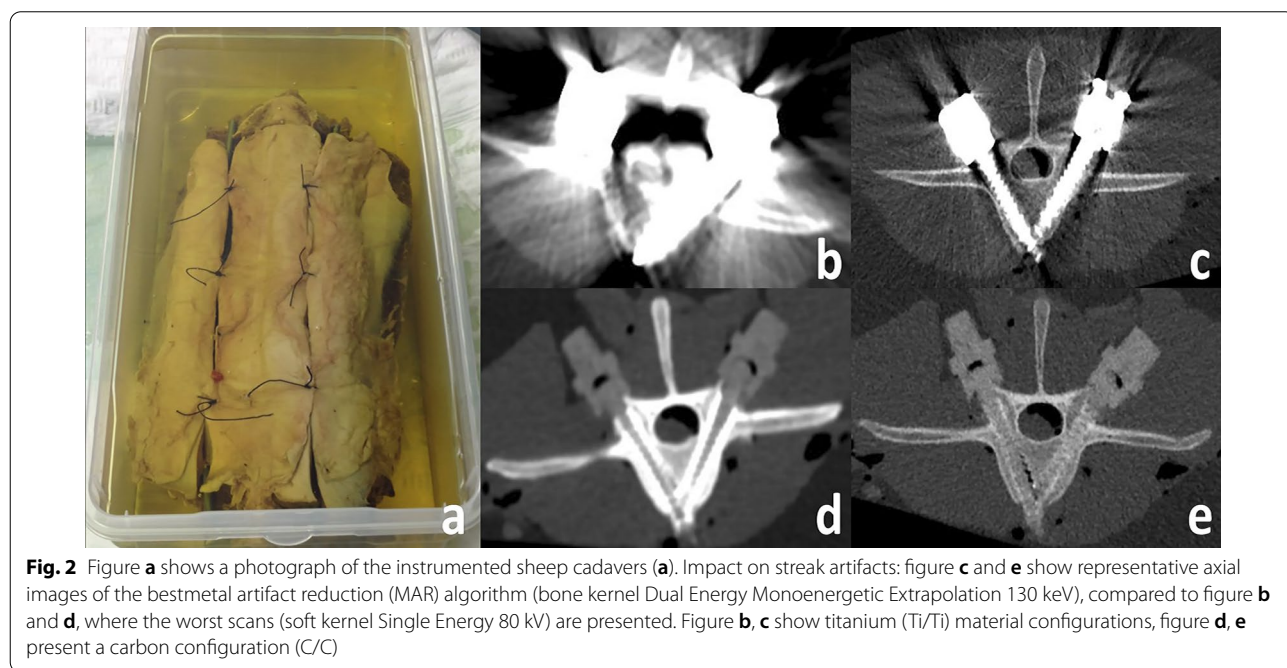 a
b
c
d
e
Fig. 2 Figure a shows a photograph of the instrumented sheep cadavers (a). Impact on streak artifacts: figure c and e show representative axial
images of the bestmetal artifact reduction (MAR) algorithm (bone kernel Dual Energy Monoenergetic Extrapolation 130 keV), compared to figure b
and d, where the worst scans (soft kernel Single Energy 80 kV) are presented. Figure b, c show titanium (Ti/Ti) material configurations, figure d, e
present a carbon configuration (C/C)